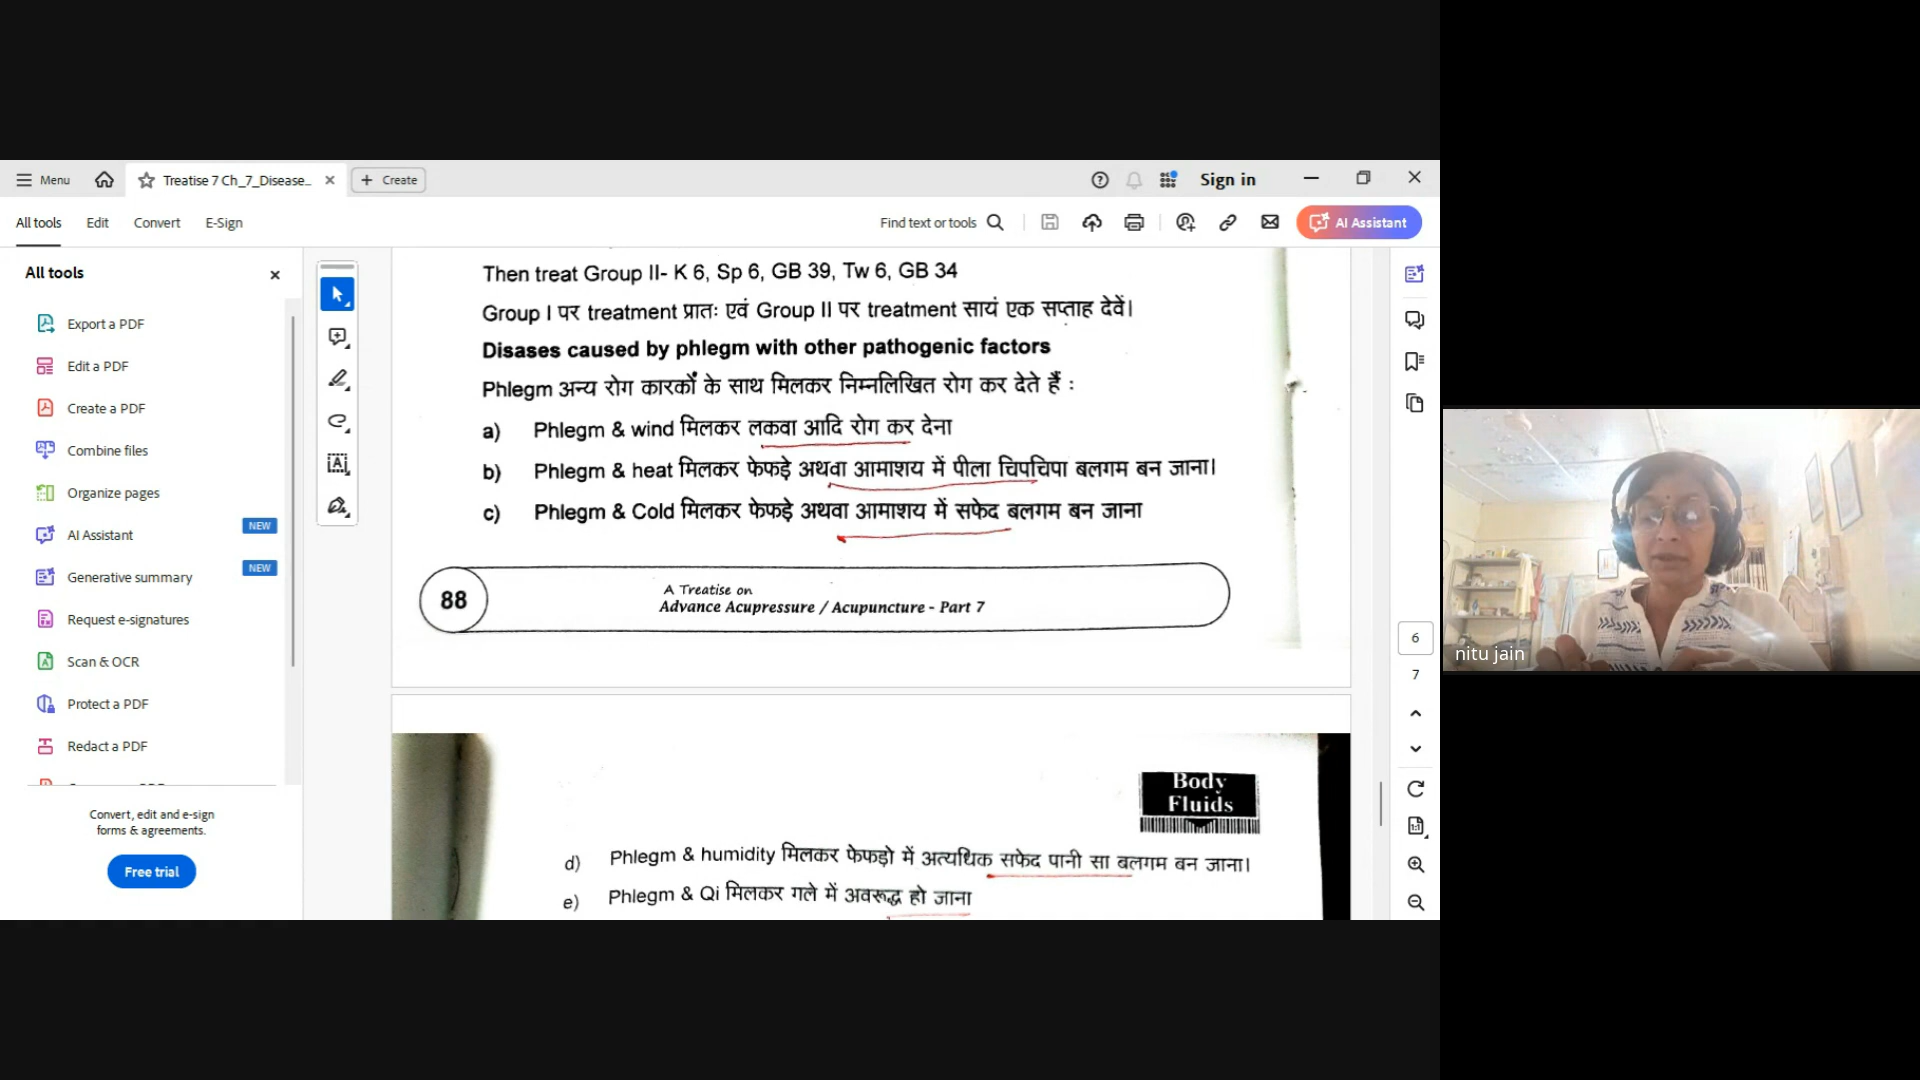 Menu
Treatise 7 Ch_7_Disease...
Create
Sign in
All tools
Edit
Convert
E-Sign
Find text or tools
AI Assistant
All tools
Export a PDF
Edit a PDF
Create a PDF
Combine files
Organize pages
AI Assistant
NEW
Generative summary
NEW
Request e-signatures
Scan & OCR
Protect a PDF
Redact a PDF
Convert, edit and e-sign
forms & agreements.
Free trial
Then treat Group II- K 6, Sp 6, GB 39, Tw 6, GB 34
Group I पर treatment प्रातः एवं Group II पर treatment सायं एक सप्ताह देवें।
Disases caused by phlegm with other pathogenic factors
Phlegm अन्य रोग कारकों के साथ मिलकर निम्नलिखित रोग कर देते हैं :
a) Phlegm & wind मिलकर लकवा आदि रोग कर देना
b) Phlegm & heat मिलकर फेफड़े अथवा आमाशय में पीला चिपचिपा बलगम बन जाना।
c) Phlegm & Cold मिलकर फेफड़े अथवा आमाशय में सफेद बलगम बन जाना
88
A Treatise on
Advance Acupressure / Acupuncture - Part 7
Body
Fluids
d) Phlegm & humidity मिलकर फेफड़ो में अत्यधिक सफेद पानी सा बलगम बन जाना।
e) Phlegm & Qi मिलकर गले में अवरूद्ध हो जाना
6
7
nitu jain